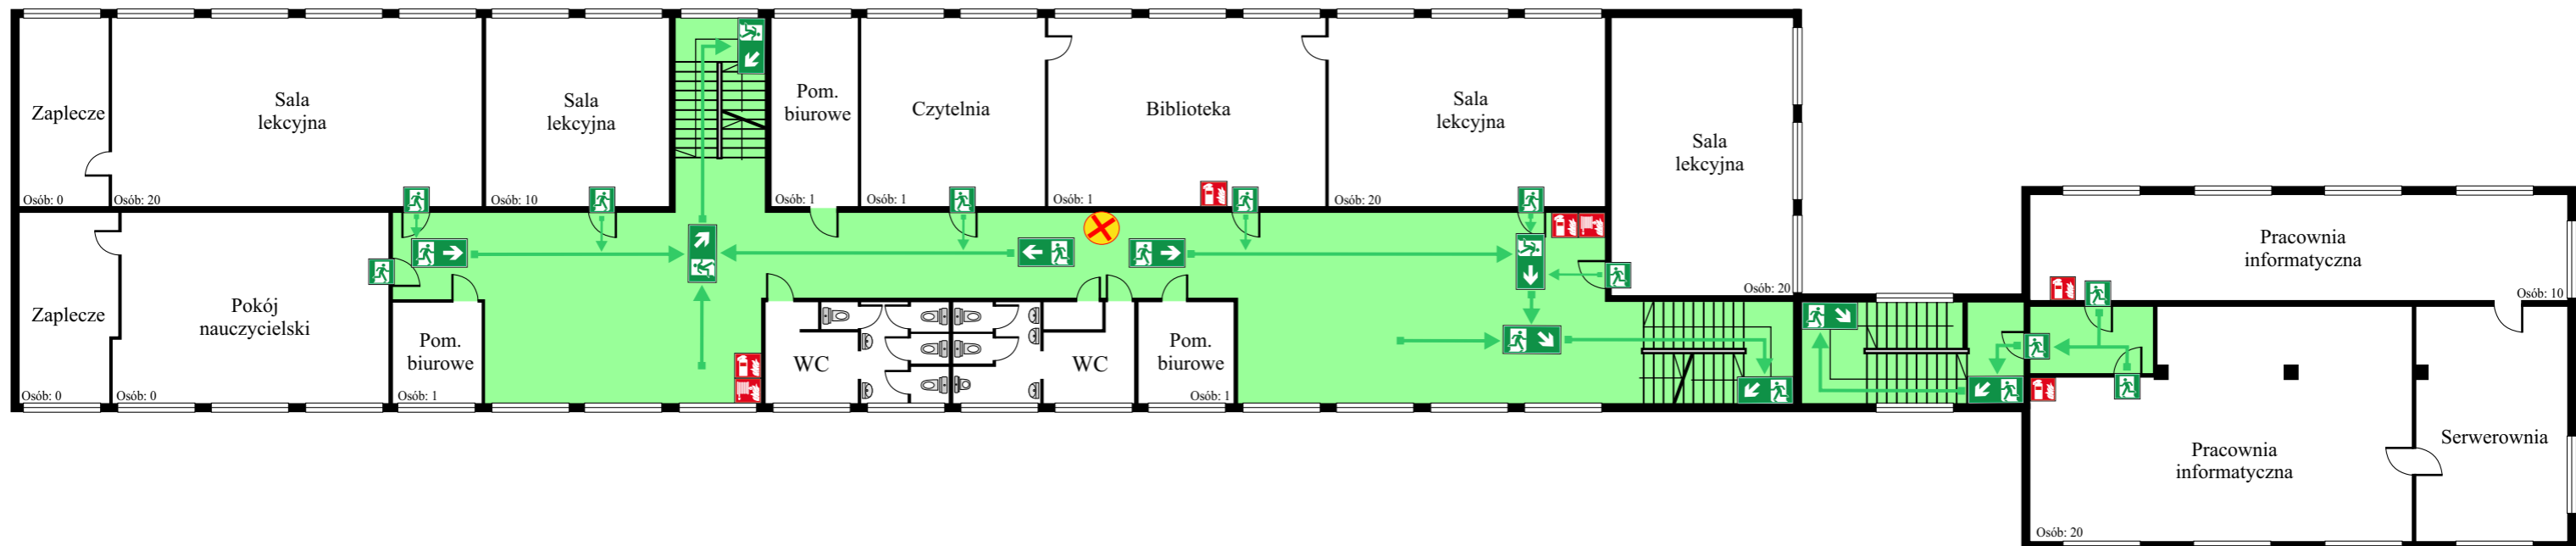 Zaplecze
Osób: 0
Sala
lekcyjna
Osób: 20
Sala
lekcyjna
Osób: 10
Pom.
biurowe
Osób: 1
Czytelnia
Osób: 1
Biblioteka
Osób: 1
Sala
lekcyjna
Osób: 20
Sala
lekcyjna
Osób: 20
Pracownia
informatyczna
Osób: 10
Zaplecze
Osób: 0
Pokój
nauczycielski
Osób: 0
Pom.
biurowe
Osób: 1
WC
WC
Pom.
biurowe
Osób: 1
Pracownia
informatyczna
Osób: 20
Serwerownia